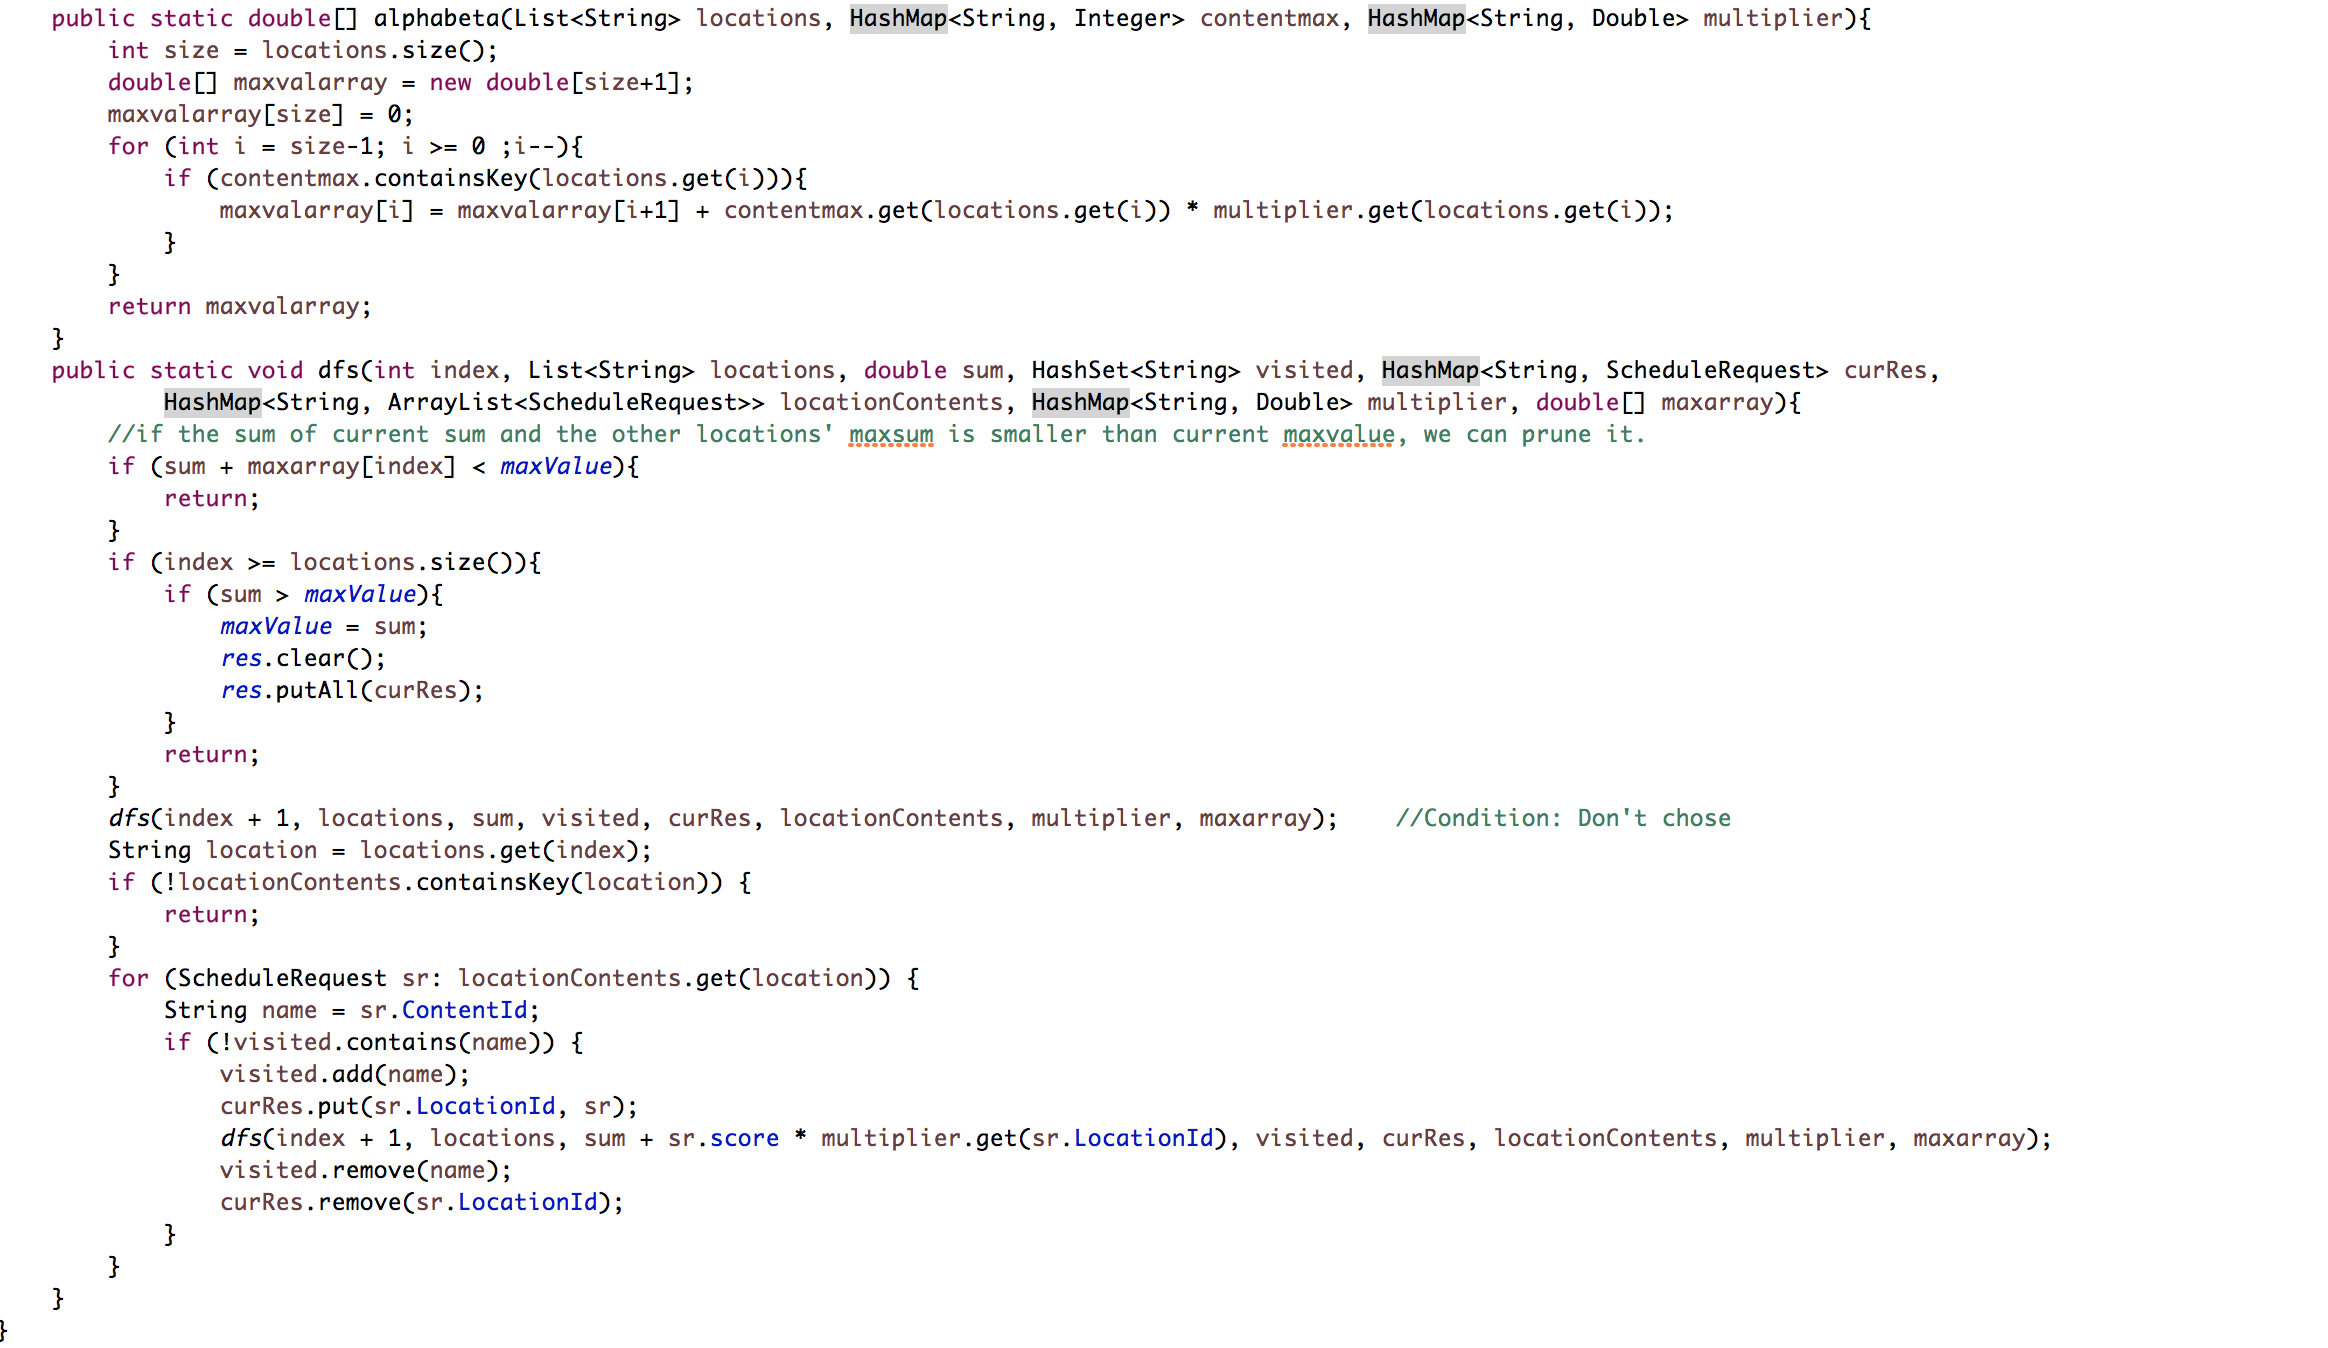 public static double[] alphabeta(List<String> locations, HashMap<String, Integer> contentmax, HashMap<String, Double> multiplier){
int size = locations.size();
double[] maxvalarray = new double[size+1];
maxvalarray[size] = 0;
for (int i = size-1; i >= 0 ;i--){
if (contentmax.containsKey(locations.get(i))){
maxvalarray[i] = maxvalarray[i+1] + contentmax.get(locations.get(i)) * multiplier.get(locations.get(i));
}
}
return maxvalarray;
}
public static void dfs(int index, List<String> locations, double sum, HashSet<String> visited, HashMap<String, ScheduleRequest> curRes,
HashMap<String, ArrayList<ScheduleRequest>> locationContents, HashMap<String, Double> multiplier, double[] maxarray){
//if the sum of current sum and the other locations' maxsum is smaller than current maxvalue, we can prune it.
if (sum + maxarray[index] < maxValue){
return;
}
if (index >= locations.size()){
if (sum > maxValue){
maxValue = sum;
res.clear();
res.putAll(curRes);
}
return;
}
dfs(index + 1, locations, sum, visited, curRes, locationContents, multiplier, maxarray);    //Condition: Don't chose
String location = locations.get(index);
if (!locationContents.containsKey(location)) {
return;
}
for (ScheduleRequest sr: locationContents.get(location)) {
String name = sr.ContentId;
if (!visited.contains(name)) {
visited.add(name);
curRes.put(sr.LocationId, sr);
dfs(index + 1, locations, sum + sr.score * multiplier.get(sr.LocationId), visited, curRes, locationContents, multiplier, maxarray);
visited.remove(name);
curRes.remove(sr.LocationId);
}
}
}
}